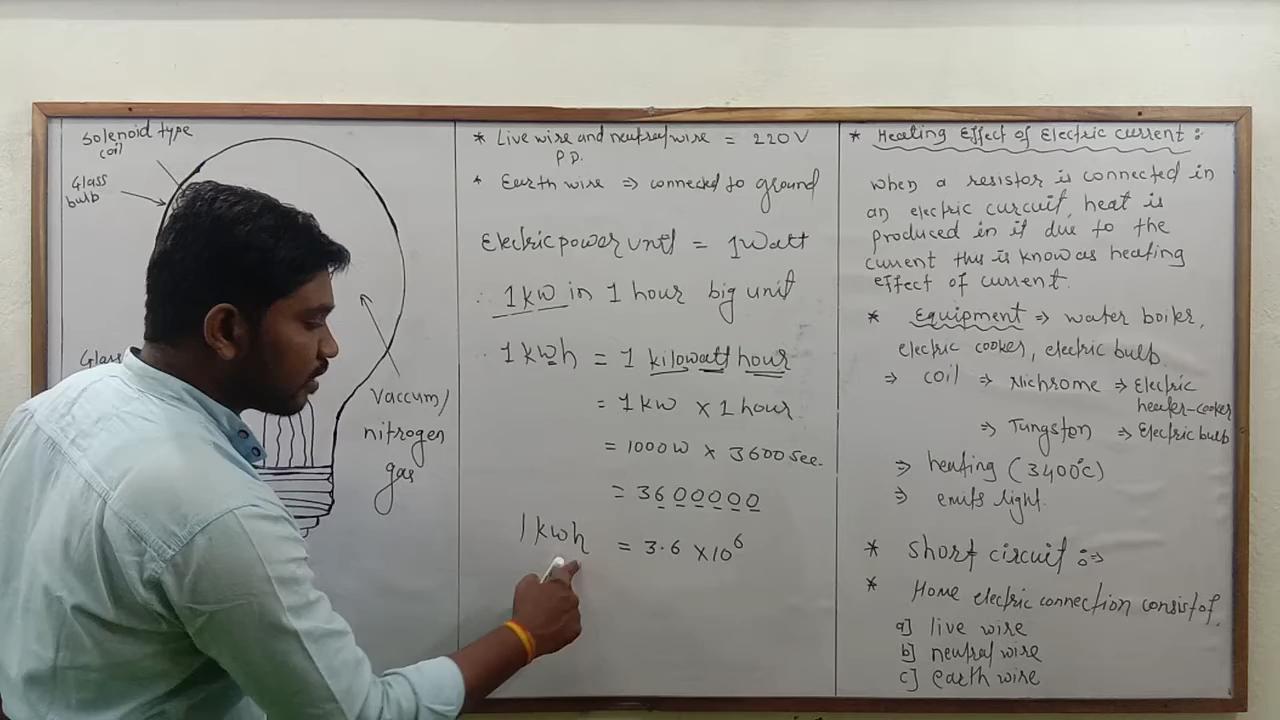 Solenoid type
coil
Glass
bulb
Glass
Vaccum/
nitrogen
gas
* Live wire and neutral wire = 220 V
P.D.
* Earth wire ⇒ connected to ground
Electric power unit = 1 Watt
∴ 1 kW in 1 hour big unit
∴ 1 kwh = 1 kilowatt hour
= 1 kw × 1 hour
= 1000 W × 3600 sec.
= 3600000
1 kwh = 3.6 × 10⁶
* Heating Effect of Electric current :
When a resistor is connected in
an electric curcuit, heat is
produced in it due to the
current this is know as heating
effect of current.
* Equipment ⇒ water boiler,
electric cooker, electric bulb.
⇒ coil ⇒ Nichrome ⇒ Electric
heater-cooker
⇒ Tungston ⇒ Electric bulb
⇒ heating (3400°C)
⇒ emits light.
* Short circuit :⇒
* Home electric connection consist of,
a] live wire
b] neutral wire
c] earth wire